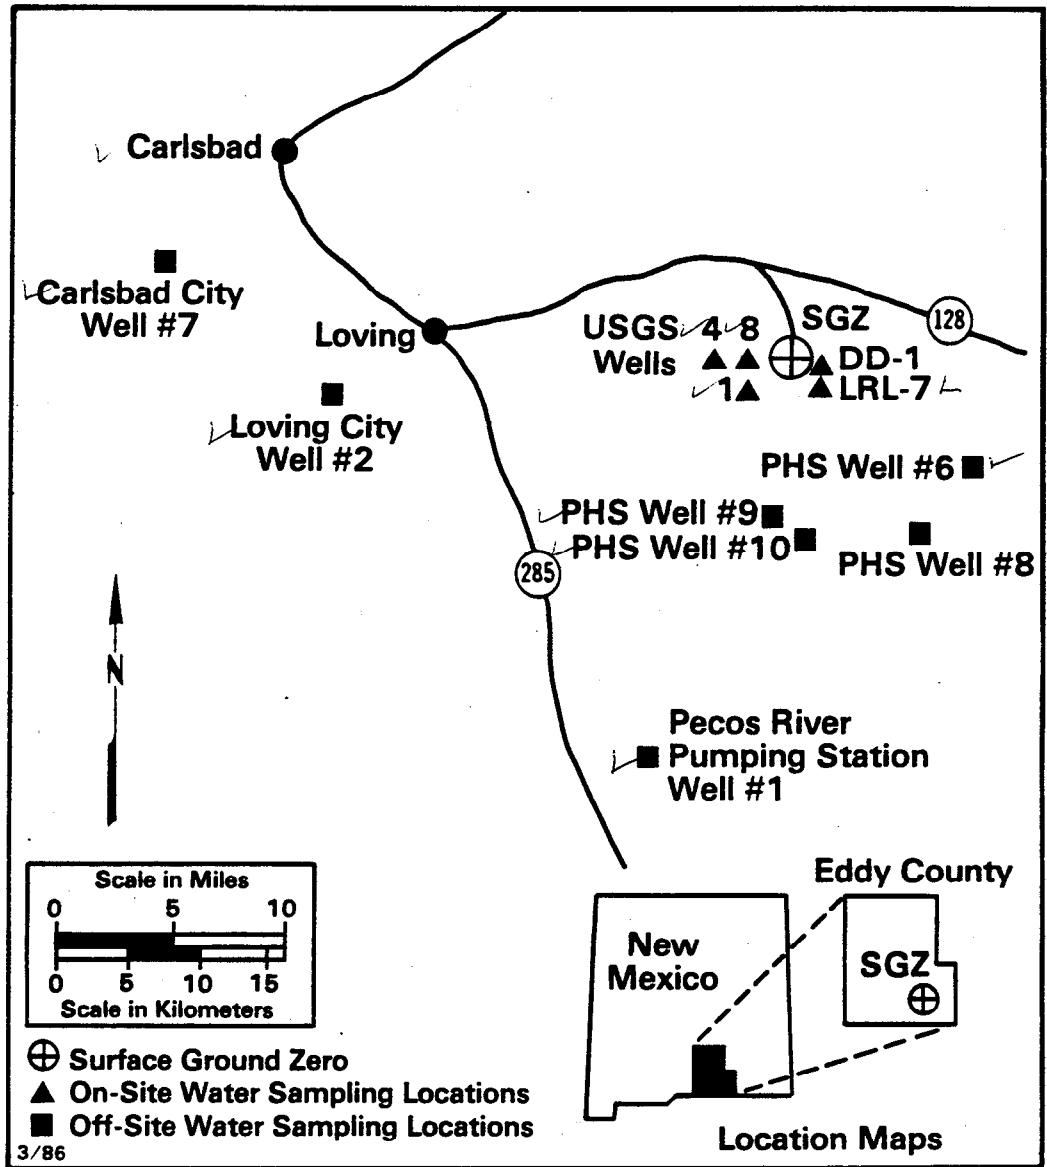 Carlsbad
Carlsbad City
Well #7
Loving
USGS 4 8
Wells
1
SGZ
128
DD-1
LRL-7
Loving City
Well #2
PHS Well #6
PHS Well #9
PHS Well #10
PHS Well #8
285
N
Pecos River
Pumping Station
Well #1
Scale in Miles
0 5 10
0 5 10 15
Scale in Kilometers
Eddy County
New
Mexico
SGZ
Surface Ground Zero
On-Site Water Sampling Locations
Off-Site Water Sampling Locations
Location Maps
3/86